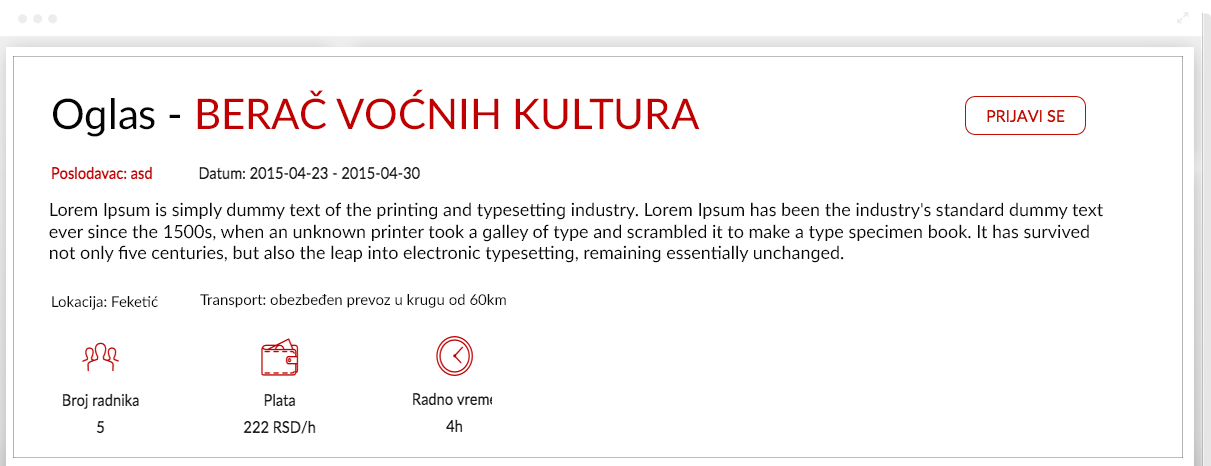 Oglas - BERAČ VOĆNIH KULTURA
PRIJAVI SE
Poslodavac: asd
Datum: 2015-04-23 - 2015-04-30
Lorem Ipsum is simply dummy text of the printing and typesetting industry. Lorem Ipsum has been the industry's standard dummy text
ever since the 1500s, when an unknown printer took a galley of type and scrambled it to make a type specimen book. It has survived
not only five centuries, but also the leap into electronic typesetting, remaining essentially unchanged.
Lokacija: Feketić
Transport: obezbeđen prevoz u krugu od 60km
Broj radnika
5
Plata
222 RSD/h
Radno vreme
4h